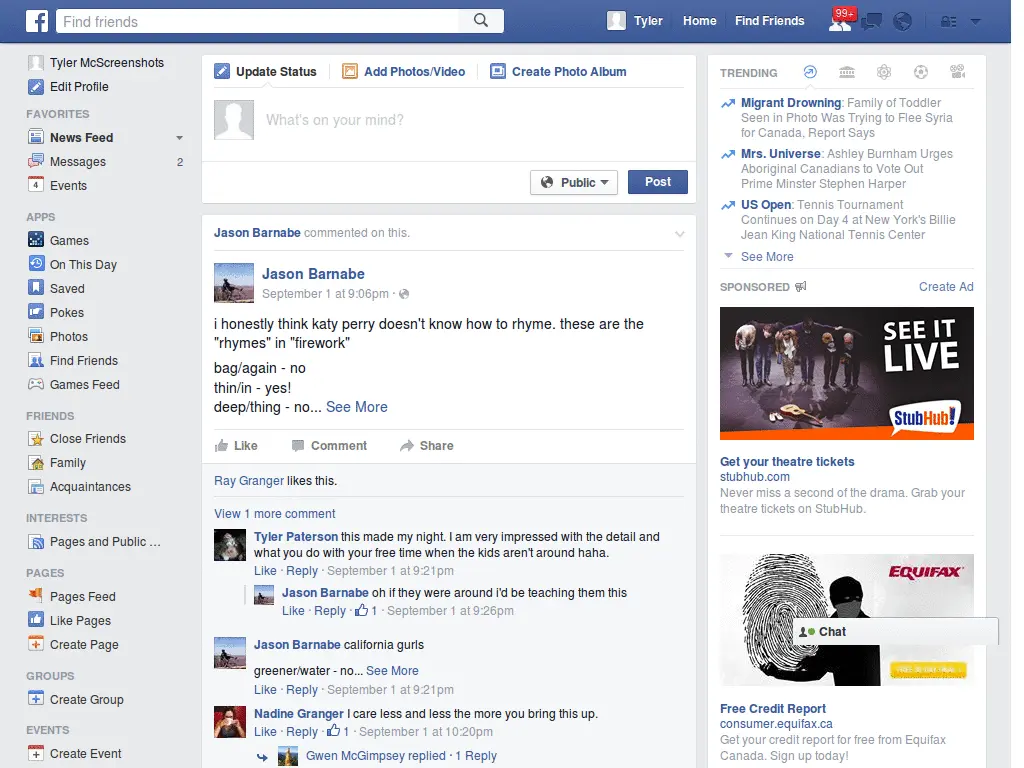 Find friends
Tyler
Home
Find Friends
99+
Tyler McScreenshots
Edit Profile
FAVORITES
News Feed
Messages 2
4 Events
APPS
Games
On This Day
Saved
Pokes
Photos
Find Friends
Games Feed
FRIENDS
Close Friends
Family
Acquaintances
INTERESTS
Pages and Public ...
PAGES
Pages Feed
Like Pages
Create Page
GROUPS
Create Group
EVENTS
Create Event
Update Status
Add Photos/Video
Create Photo Album
What's on your mind?
Public
Post
Jason Barnabe commented on this.
Jason Barnabe
September 1 at 9:06pm ·
i honestly think katy perry doesn't know how to rhyme. these are the
"rhymes" in "firework"
bag/again - no
thin/in - yes!
deep/thing - no... See More
Like Comment Share
Ray Granger likes this.
View 1 more comment
Tyler Paterson this made my night. I am very impressed with the detail and
what you do with your free time when the kids aren't around haha.
Like · Reply · September 1 at 9:21pm
Jason Barnabe oh if they were around i'd be teaching them this
Like · Reply · 1 · September 1 at 9:26pm
Jason Barnabe california gurls
greener/water - no... See More
Like · Reply · September 1 at 9:21pm
Nadine Granger I care less and less the more you bring this up.
Like · Reply · 1 · September 1 at 10:20pm
Gwen McGimpsey replied · 1 Reply
TRENDING
Migrant Drowning: Family of Toddler
Seen in Photo Was Trying to Flee Syria
for Canada, Report Says
Mrs. Universe: Ashley Burnham Urges
Aboriginal Canadians to Vote Out
Prime Minster Stephen Harper
US Open: Tennis Tournament
Continues on Day 4 at New York's Billie
Jean King National Tennis Center
See More
SPONSORED Create Ad
SEE IT
LIVE
StubHub!
Get your theatre tickets
stubhub.com
Never miss a second of the drama. Grab your
theatre tickets on StubHub.
EQUIFAX
Chat
Free Credit Report
consumer.equifax.ca
Get your credit report for free from Equifax
Canada. Sign up today!